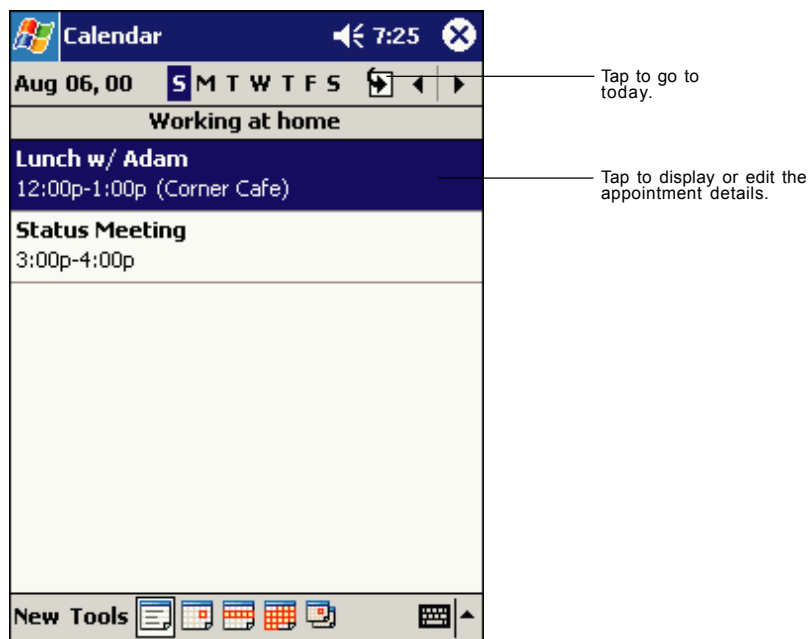 Calendar 7:25
Aug 06, 00 S M T W T F S
Tap to go to
today.
Working at home
Lunch w/ Adam
12:00p-1:00p (Corner Cafe)
Tap to display or edit the
appointment details.
Status Meeting
3:00p-4:00p
New Tools